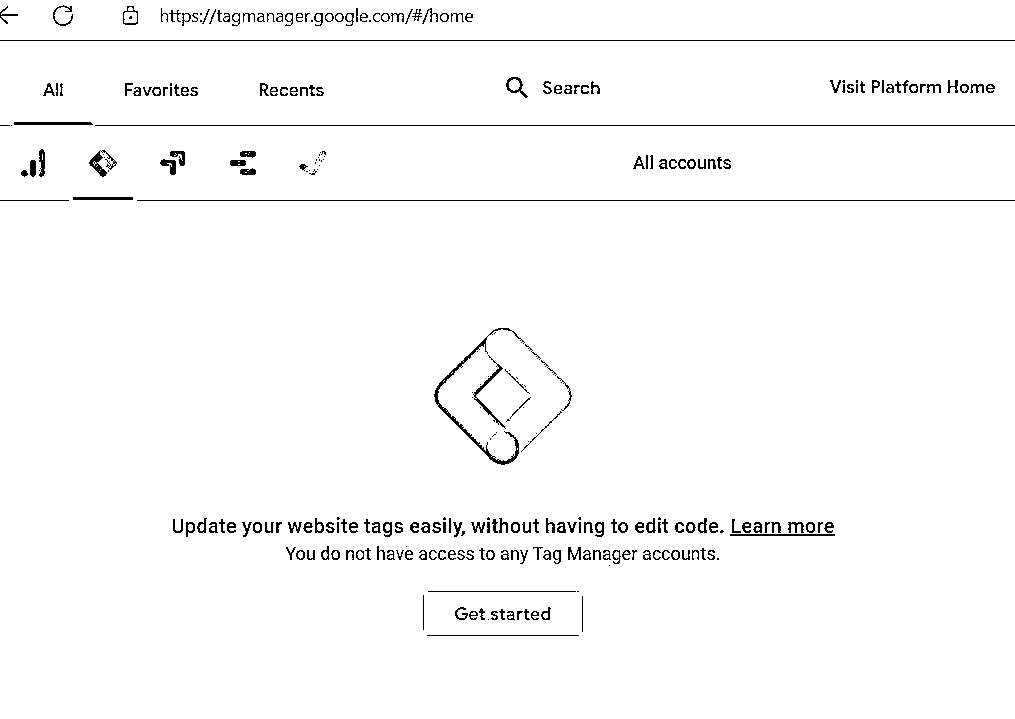 https://tagmanager.google.com/#/home
All Favorites Recents Search Visit Platform Home
All accounts
Update your website tags easily, without having to edit code. Learn more
You do not have access to any Tag Manager accounts.
Get started